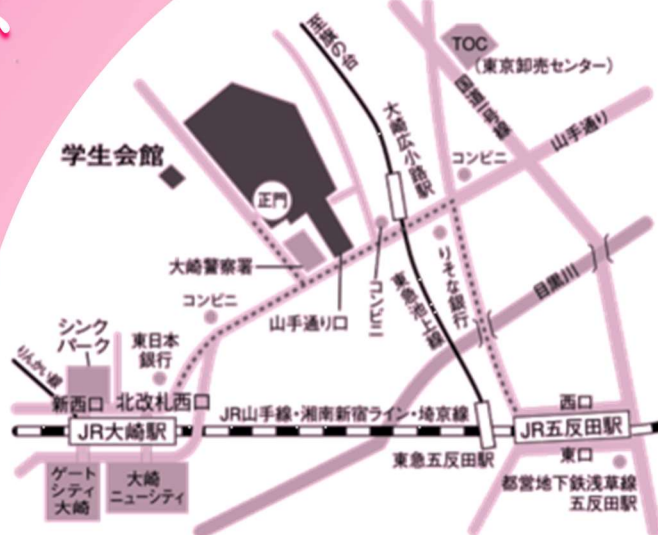 至旗の台
TOC
(東京卸売センター)
国道一号線
山手通り
大崎広小路駅
コンビニ
学生会館
正門
大崎警察署
りそな銀行
目黒川
コンビニ
山手通り口
コンビニ
東急池上線
シンク
パーク
東日本
銀行
りんかい線
新西口
北改札西口
JR山手線・湘南新宿ライン・埼京線
西口
JR大崎駅
JR五反田駅
東急五反田駅
東口
ゲート
シティ
大崎
大崎
ニューシティ
都営地下鉄浅草線
五反田駅